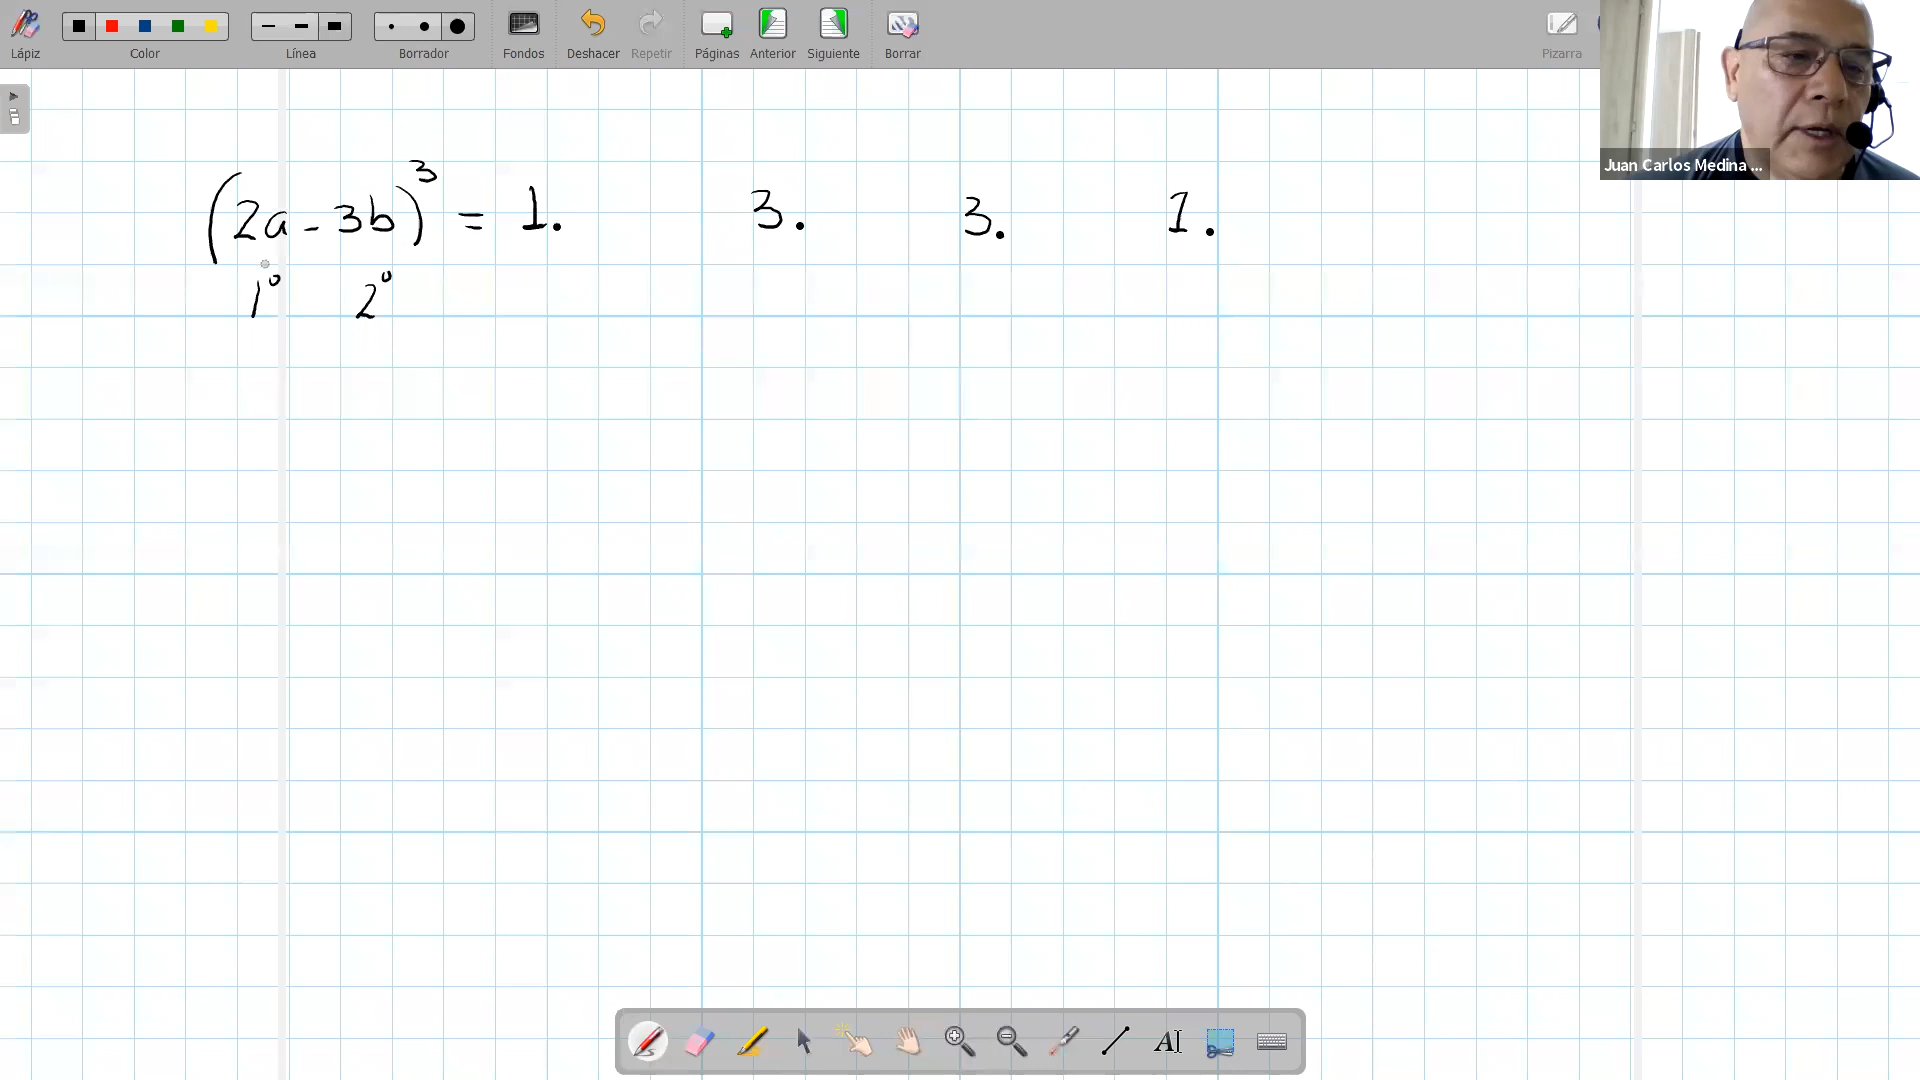 Lápiz Color Línea Borrador Fondos Deshacer Repetir Páginas Anterior Siguiente Borrar Pizarra
Juan Carlos Medina ...
(2a - 3b)³ = 1. 3. 3. 1.
1° 2°